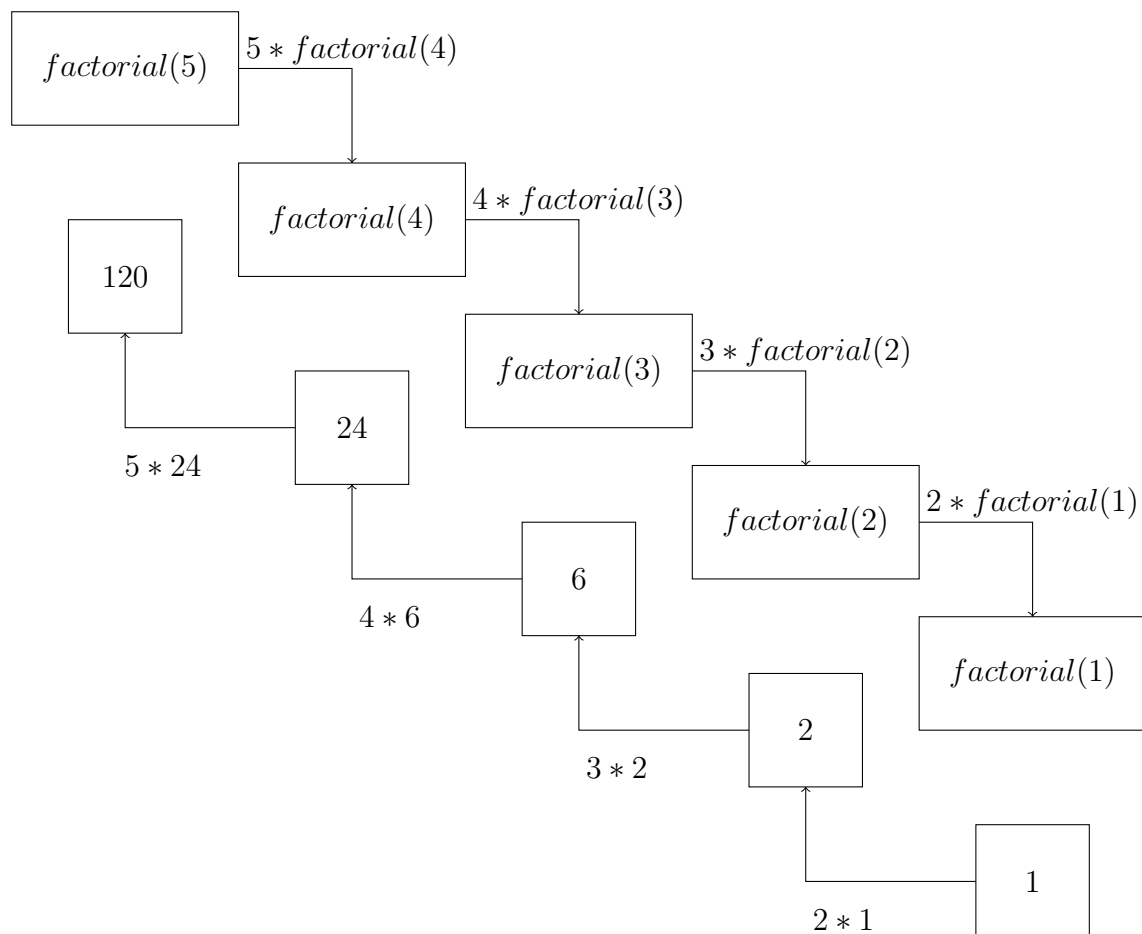 factorial(5)
5 ∗ factorial(4)
factorial(4)
4 ∗ factorial(3)
120
factorial(3)
3 ∗ factorial(2)
24
5 ∗ 24
factorial(2)
2 ∗ factorial(1)
6
4 ∗ 6
factorial(1)
2
3 ∗ 2
1
2 ∗ 1